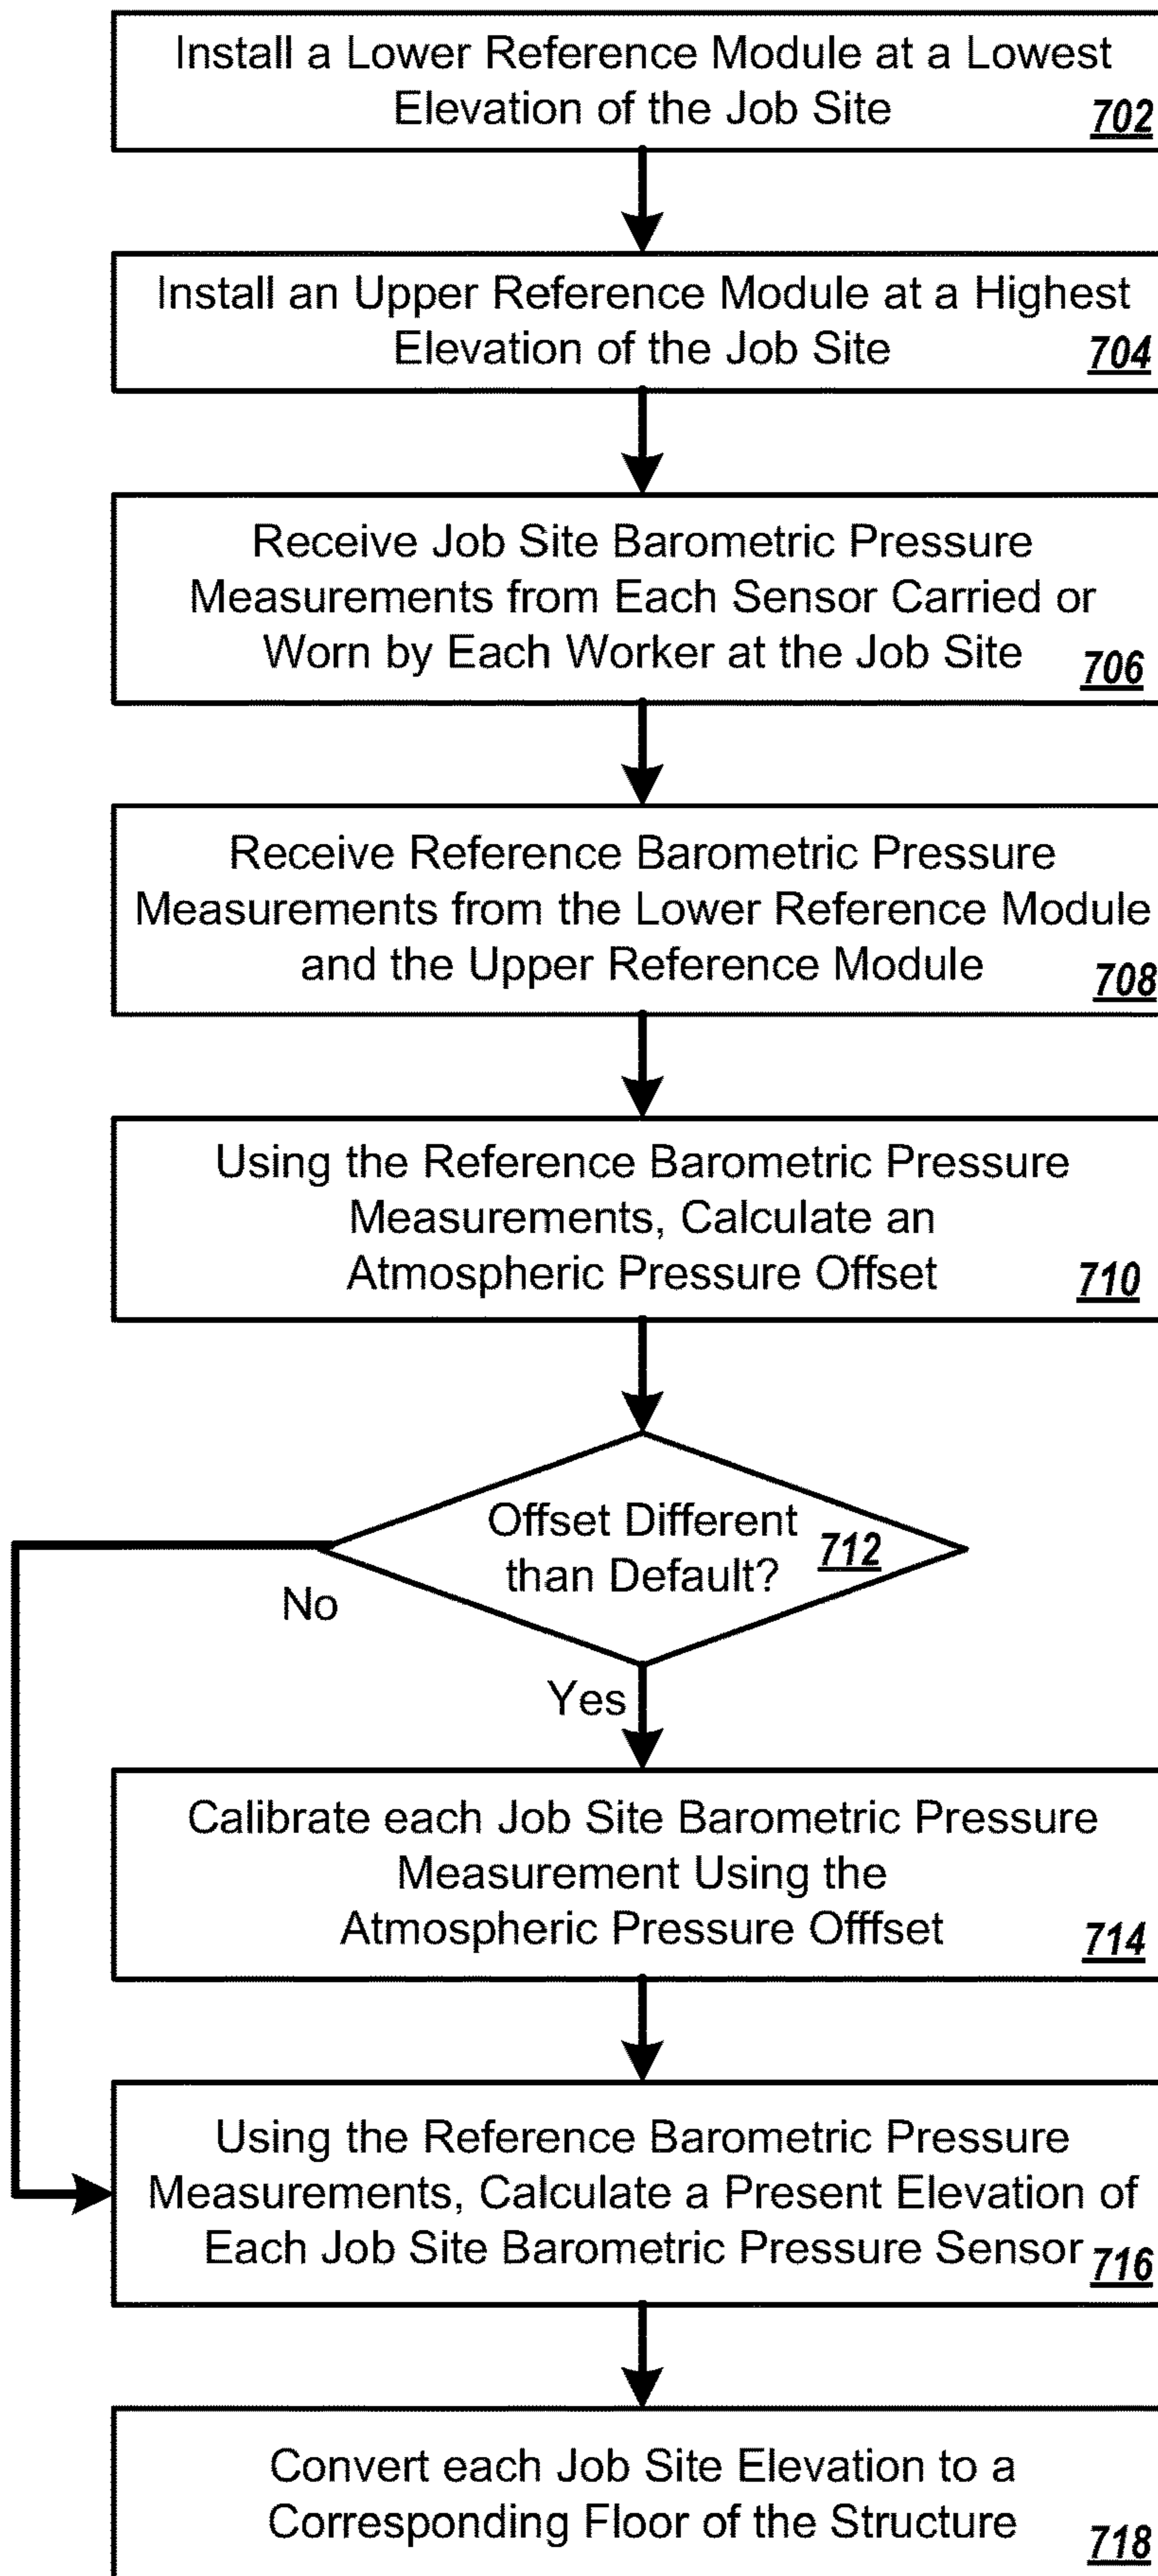 Install a Lower Reference Module at a Lowest
Elevation of the Job Site
702
Install an Upper Reference Module at a Highest
Elevation of the Job Site
704
Receive Job Site Barometric Pressure
Measurements from Each Sensor Carried or
Worn by Each Worker at the Job Site
706
Receive Reference Barometric Pressure
Measurements from the Lower Reference Module
and the Upper Reference Module
708
Using the Reference Barometric Pressure
Measurements, Calculate an
Atmospheric Pressure Offset
710
Offset Different
than Default?
712
No
Yes
Calibrate each Job Site Barometric Pressure
Measurement Using the
Atmospheric Pressure Offfset
714
Using the Reference Barometric Pressure
Measurements, Calculate a Present Elevation of
Each Job Site Barometric Pressure Sensor
716
Convert each Job Site Elevation to a
Corresponding Floor of the Structure
718